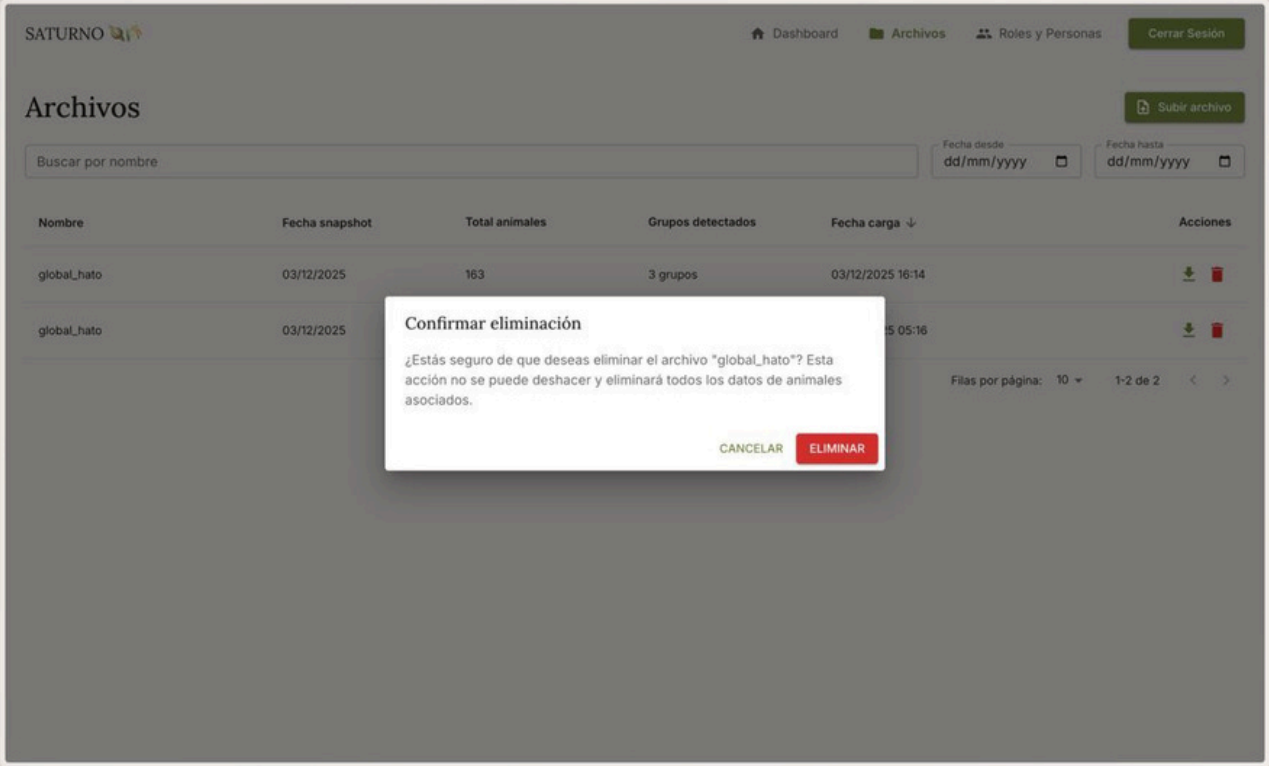 SATURNO
Dashboard
Archivos
Roles y Personas
Cerrar Sesión
Archivos
Subir archivo
Buscar por nombre
Fecha desde
dd/mm/yyyy
Fecha hasta
dd/mm/yyyy
Nombre Fecha snapshot Total animales Grupos detectados Fecha carga Acciones
global_hato 03/12/2025 163 3 grupos 03/12/2025 16:14
global_hato 03/12/2025 05:16
Confirmar eliminación
¿Estás seguro de que deseas eliminar el archivo "global_hato"? Esta
acción no se puede deshacer y eliminará todos los datos de animales
asociados.
CANCELAR ELIMINAR
Filas por página: 10 1-2 de 2